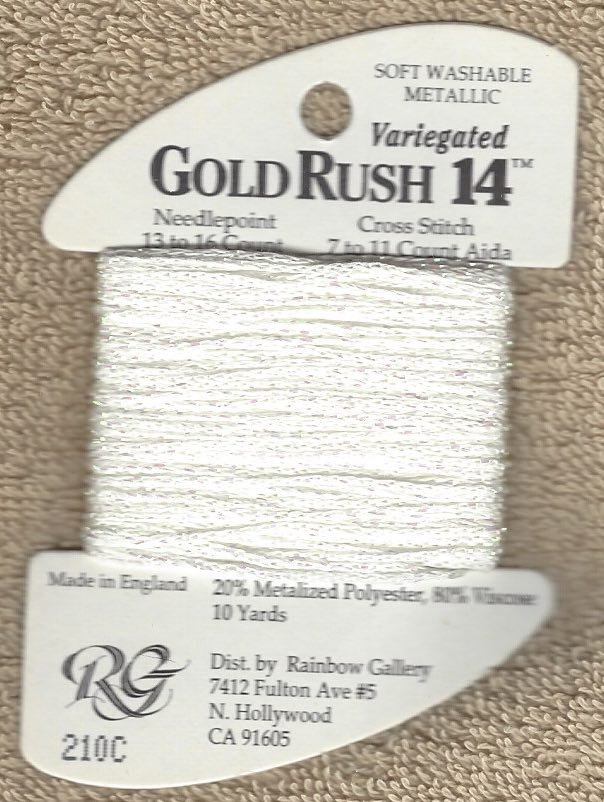 SOFT WASHABLE
METALLIC
Variegated
GOLD RUSH 14™
Needlepoint Cross Stitch
13 to 16 Count 7 to 11 Count Aida
Made in England 20% Metalized Polyester, 80% Viscose
10 Yards
RG
Dist. by Rainbow Gallery
7412 Fulton Ave #5
N. Hollywood
CA 91605
210C